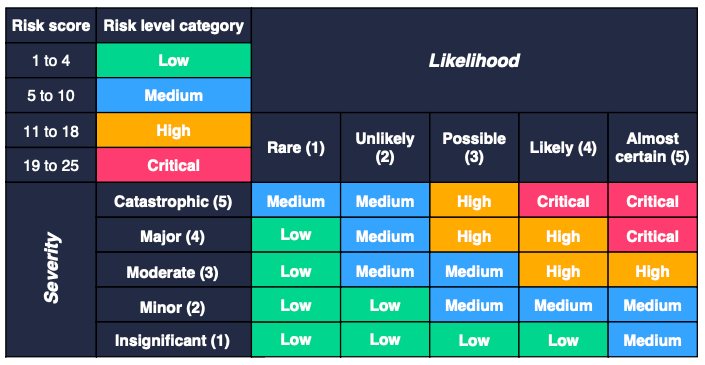 Risk score Risk level category
1 to 4 Low
Likelihood
5 to 10 Medium
11 to 18 High
19 to 25 Critical
Rare (1) Unlikely (2) Possible (3) Likely (4) Almost certain (5)
Severity
Catastrophic (5) Medium Medium High Critical Critical
Major (4) Low Medium High High Critical
Moderate (3) Low Medium Medium High High
Minor (2) Low Low Medium Medium Medium
Insignificant (1) Low Low Low Low Medium